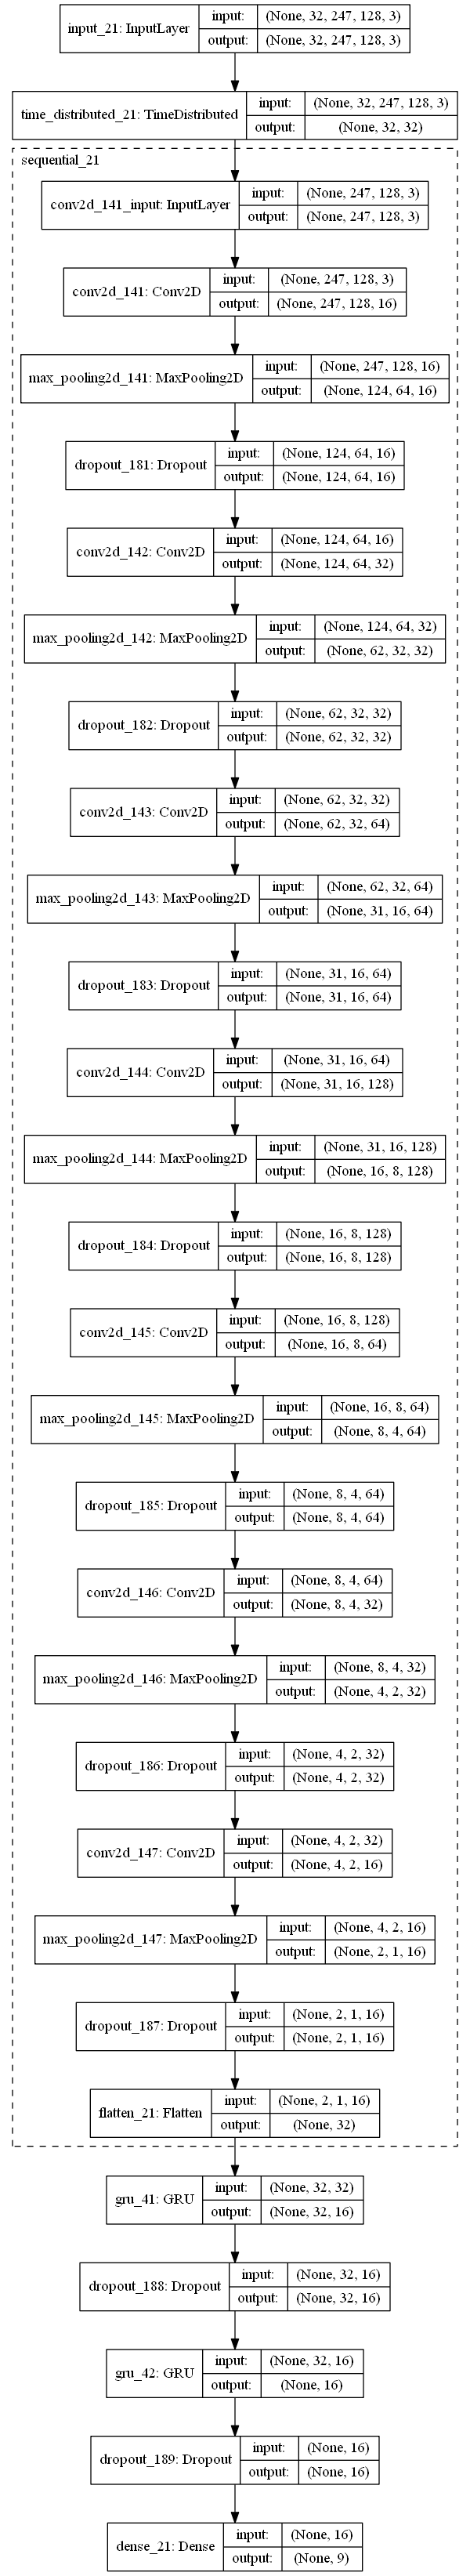 input_21: InputLayer
input: (None, 32, 247, 128, 3)
output: (None, 32, 247, 128, 3)
time_distributed_21: TimeDistributed
input: (None, 32, 247, 128, 3)
output: (None, 32, 32)
sequential_21
conv2d_141_input: InputLayer
input: (None, 247, 128, 3)
output: (None, 247, 128, 3)
conv2d_141: Conv2D
input: (None, 247, 128, 3)
output: (None, 247, 128, 16)
max_pooling2d_141: MaxPooling2D
input: (None, 247, 128, 16)
output: (None, 124, 64, 16)
dropout_181: Dropout
input: (None, 124, 64, 16)
output: (None, 124, 64, 16)
conv2d_142: Conv2D
input: (None, 124, 64, 16)
output: (None, 124, 64, 32)
max_pooling2d_142: MaxPooling2D
input: (None, 124, 64, 32)
output: (None, 62, 32, 32)
dropout_182: Dropout
input: (None, 62, 32, 32)
output: (None, 62, 32, 32)
conv2d_143: Conv2D
input: (None, 62, 32, 32)
output: (None, 62, 32, 64)
max_pooling2d_143: MaxPooling2D
input: (None, 62, 32, 64)
output: (None, 31, 16, 64)
dropout_183: Dropout
input: (None, 31, 16, 64)
output: (None, 31, 16, 64)
conv2d_144: Conv2D
input: (None, 31, 16, 64)
output: (None, 31, 16, 128)
max_pooling2d_144: MaxPooling2D
input: (None, 31, 16, 128)
output: (None, 16, 8, 128)
dropout_184: Dropout
input: (None, 16, 8, 128)
output: (None, 16, 8, 128)
conv2d_145: Conv2D
input: (None, 16, 8, 128)
output: (None, 16, 8, 64)
max_pooling2d_145: MaxPooling2D
input: (None, 16, 8, 64)
output: (None, 8, 4, 64)
dropout_185: Dropout
input: (None, 8, 4, 64)
output: (None, 8, 4, 64)
conv2d_146: Conv2D
input: (None, 8, 4, 64)
output: (None, 8, 4, 32)
max_pooling2d_146: MaxPooling2D
input: (None, 8, 4, 32)
output: (None, 4, 2, 32)
dropout_186: Dropout
input: (None, 4, 2, 32)
output: (None, 4, 2, 32)
conv2d_147: Conv2D
input: (None, 4, 2, 32)
output: (None, 4, 2, 16)
max_pooling2d_147: MaxPooling2D
input: (None, 4, 2, 16)
output: (None, 2, 1, 16)
dropout_187: Dropout
input: (None, 2, 1, 16)
output: (None, 2, 1, 16)
flatten_21: Flatten
input: (None, 2, 1, 16)
output: (None, 32)
gru_41: GRU
input: (None, 32, 32)
output: (None, 32, 16)
dropout_188: Dropout
input: (None, 32, 16)
output: (None, 32, 16)
gru_42: GRU
input: (None, 32, 16)
output: (None, 16)
dropout_189: Dropout
input: (None, 16)
output: (None, 16)
dense_21: Dense
input: (None, 16)
output: (None, 9)